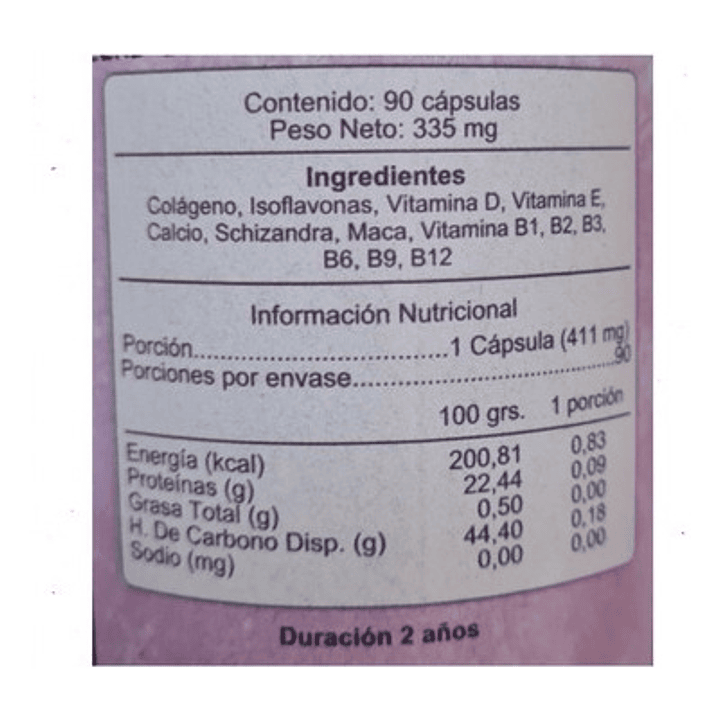 Contenido: 90 cápsulas
Peso Neto: 335 mg
Ingredientes
Colágeno, Isoflavonas, Vitamina D, Vitamina E,
Calcio, Schizandra, Maca, Vitamina B1, B2, B3,
B6, B9, B12
Información Nutricional
Porción..............................1 Cápsula (411 mg)
Porciones por envase..............................90
100 grs. 1 porción
Energía (kcal) 200,81 0,83
Proteínas (g) 22,44 0,09
Grasa Total (g) 0,50 0,00
H. De Carbono Disp. (g) 44,40 0,18
Sodio (mg) 0,00 0,00
Duración 2 años